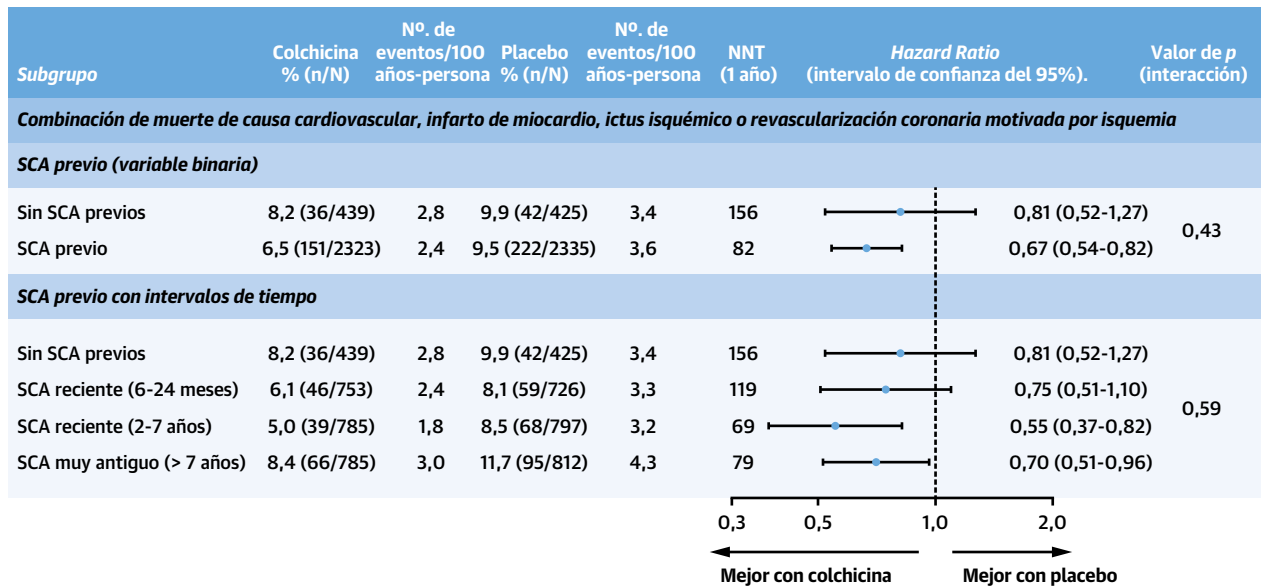 Subgrupo Colchicina % (n/N) Nº. de eventos/100 años-persona Placebo % (n/N) Nº. de eventos/100 años-persona NNT (1 año) Hazard Ratio (intervalo de confianza del 95%). Valor de p (interacción)
Combinación de muerte de causa cardiovascular, infarto de miocardio, ictus isquémico o revascularización coronaria motivada por isquemia
SCA previo (variable binaria)
Sin SCA previos 8,2 (36/439) 2,8 9,9 (42/425) 3,4 156 0,81 (0,52-1,27)
0,43
SCA previo 6,5 (151/2323) 2,4 9,5 (222/2335) 3,6 82 0,67 (0,54-0,82)
SCA previo con intervalos de tiempo
Sin SCA previos 8,2 (36/439) 2,8 9,9 (42/425) 3,4 156 0,81 (0,52-1,27)
SCA reciente (6-24 meses) 6,1 (46/753) 2,4 8,1 (59/726) 3,3 119 0,75 (0,51-1,10)
0,59
SCA reciente (2-7 años) 5,0 (39/785) 1,8 8,5 (68/797) 3,2 69 0,55 (0,37-0,82)
SCA muy antiguo (> 7 años) 8,4 (66/785) 3,0 11,7 (95/812) 4,3 79 0,70 (0,51-0,96)
0,3 0,5 1,0 2,0
Mejor con colchicina Mejor con placebo